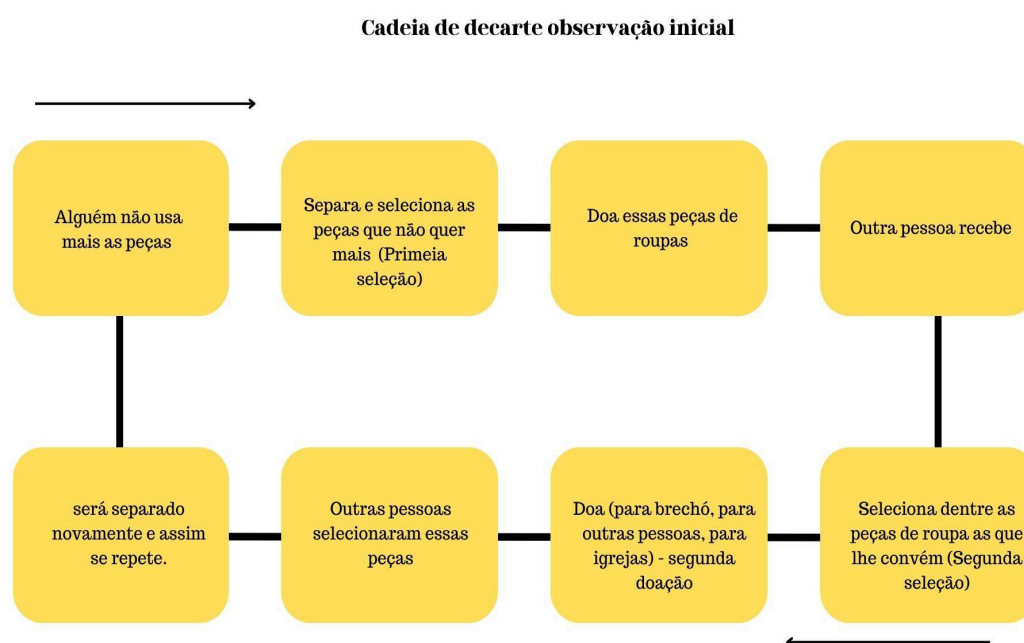 Cadeia de decarte observação inicial
Alguém não usa
mais as peças
Separa e seleciona as
peças que não quer
mais (Primeia
seleção)
Doa essas peças de
roupas
Outra pessoa recebe
Seleciona dentre as
peças de roupa as que
lhe convém (Segunda
seleção)
Doa (para brechó, para
outras pessoas, para
igrejas) - segunda
doação
Outras pessoas
selecionaram essas
peças
será separado
novamente e assim
se repete.